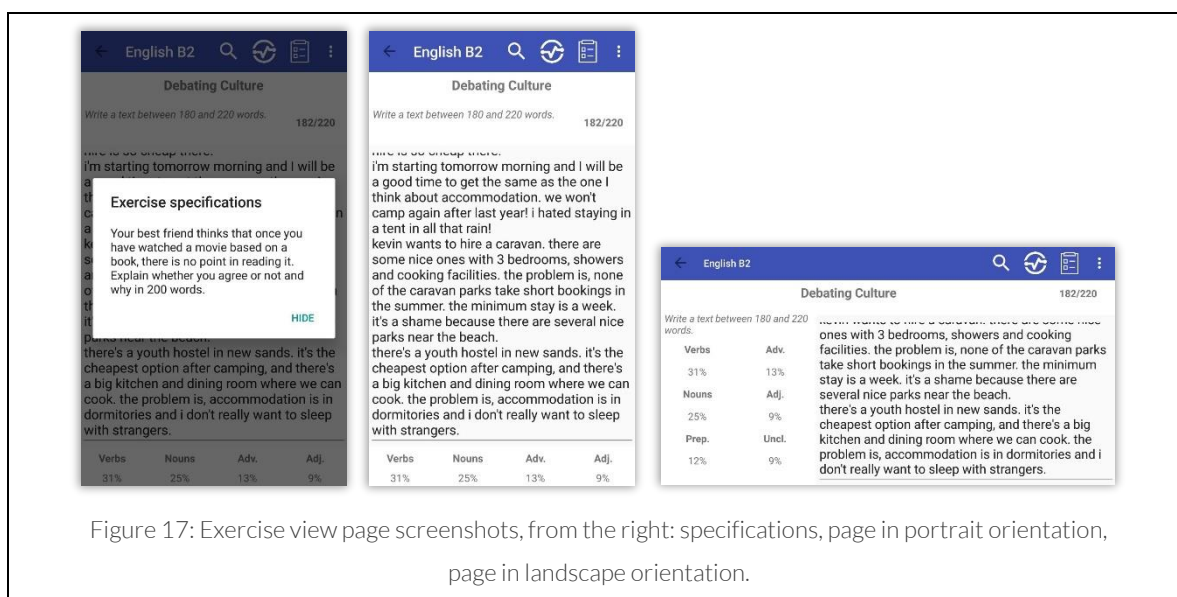 English B2
Debating Culture
Write a text between 180 and 220 words.
182/220
i'm starting tomorrow morning and I will be
Exercise specifications
Your best friend thinks that once you
have watched a movie based on a
book, there is no point in reading it.
Explain whether you agree or not and
why in 200 words.
HIDE
parks near the beach.
there's a youth hostel in new sands. it's the
cheapest option after camping, and there's
a big kitchen and dining room where we can
cook. the problem is, accommodation is in
dormitories and i don't really want to sleep
with strangers.
Verbs Nouns Adv. Adj.
31% 25% 13% 9%
English B2
Debating Culture
Write a text between 180 and 220 words.
182/220
hire is so cheap there.
i'm starting tomorrow morning and I will be
a good time to get the same as the one I
think about accommodation. we won't
camp again after last year! i hated staying in
a tent in all that rain!
kevin wants to hire a caravan. there are
some nice ones with 3 bedrooms, showers
and cooking facilities. the problem is, none
of the caravan parks take short bookings in
the summer. the minimum stay is a week.
it's a shame because there are several nice
parks near the beach.
there's a youth hostel in new sands. it's the
cheapest option after camping, and there's
a big kitchen and dining room where we can
cook. the problem is, accommodation is in
dormitories and i don't really want to sleep
with strangers.
Verbs Nouns Adv. Adj.
31% 25% 13% 9%
English B2
Debating Culture
182/220
Write a text between 180 and 220
words.
Verbs Adv.
31% 13%
Nouns Adj.
25% 9%
Prep. Uncl.
12% 9%
kevin wants to hire a caravan. there are some nice
ones with 3 bedrooms, showers and cooking
facilities. the problem is, none of the caravan parks
take short bookings in the summer. the minimum
stay is a week. it's a shame because there are
several nice parks near the beach.
there's a youth hostel in new sands. it's the
cheapest option after camping, and there's a big
kitchen and dining room where we can cook. the
problem is, accommodation is in dormitories and i
don't really want to sleep with strangers.
Figure 17: Exercise view page screenshots, from the right: specifications, page in portrait orientation,
page in landscape orientation.